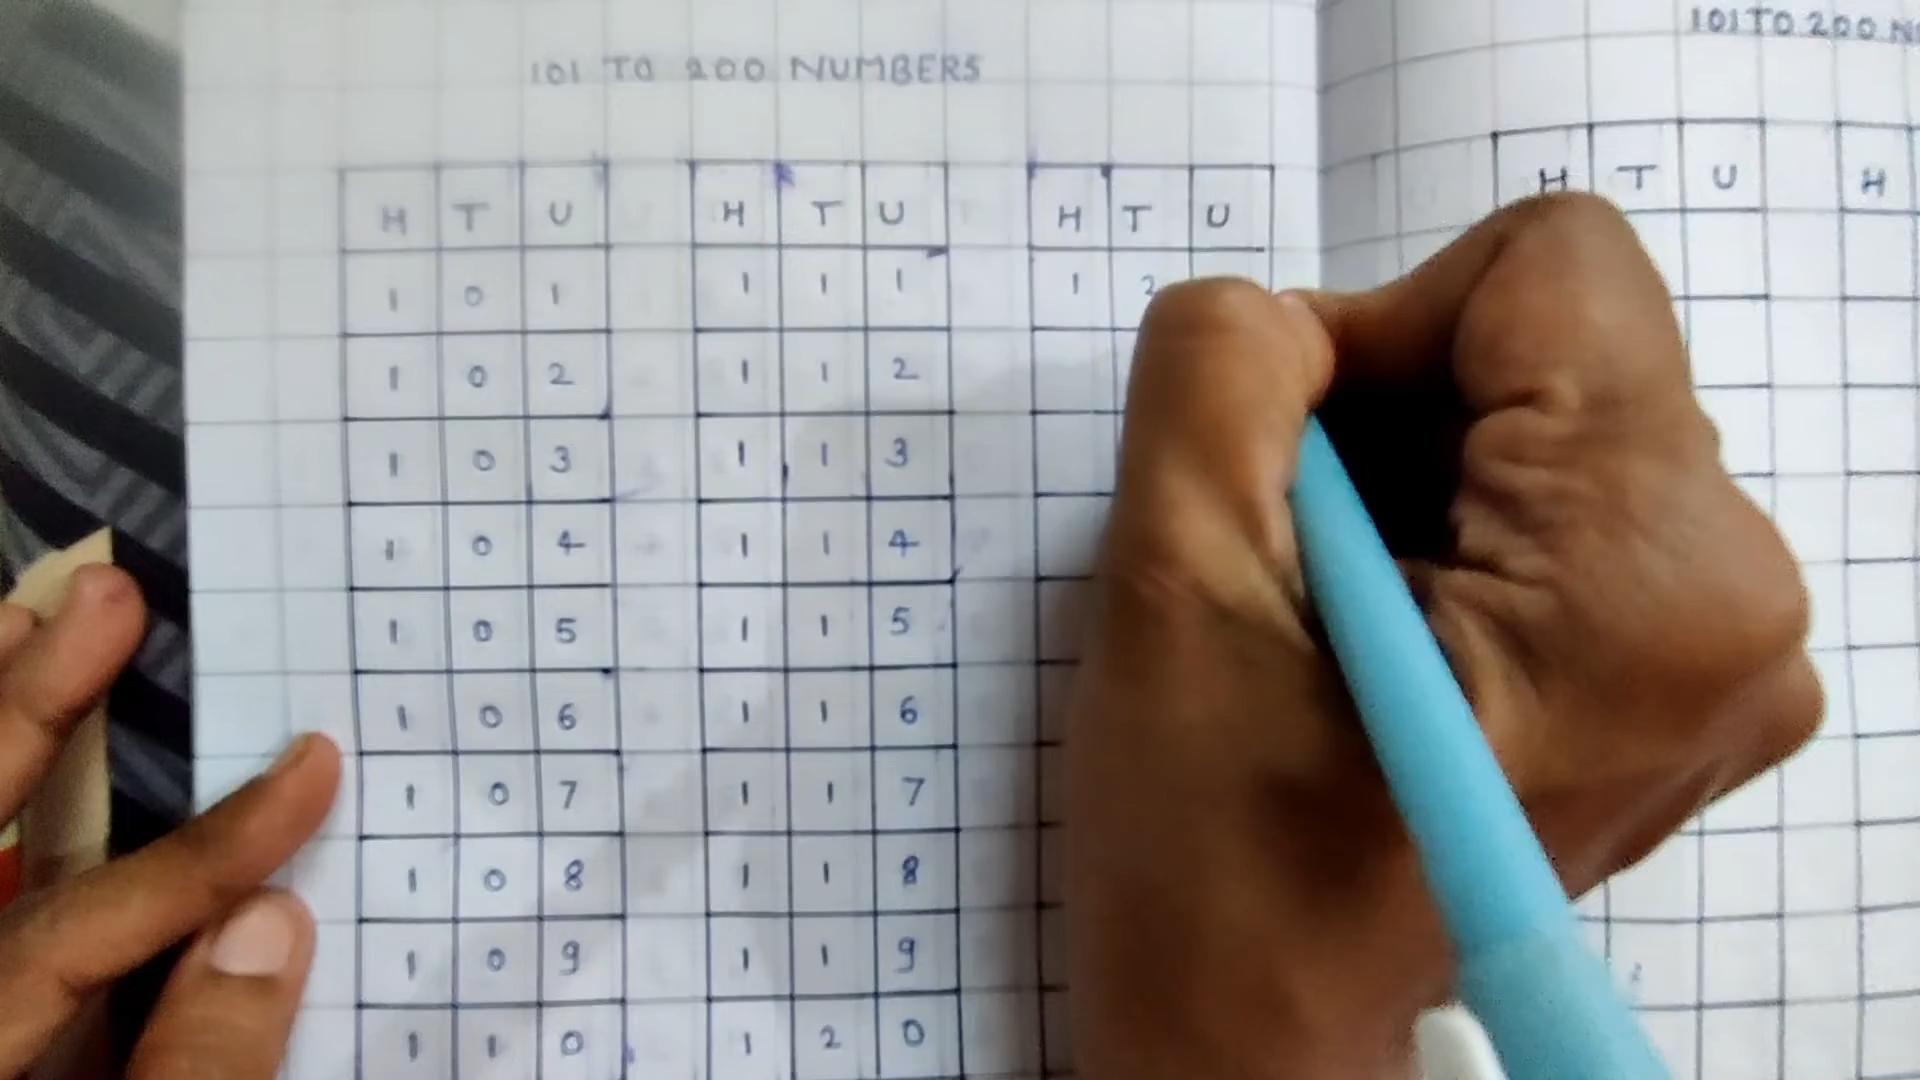 101 TO 200 NUMBERS
H T U
1 0 1
1 0 2
1 0 3
1 0 4
1 0 5
1 0 6
1 0 7
1 0 8
1 0 9
1 1 0
H T U
1 1 1
1 1 2
1 1 3
1 1 4
1 1 5
1 1 6
1 1 7
1 1 8
1 1 9
1 2 0
H T U
1 2
101 TO 200
H T U
H